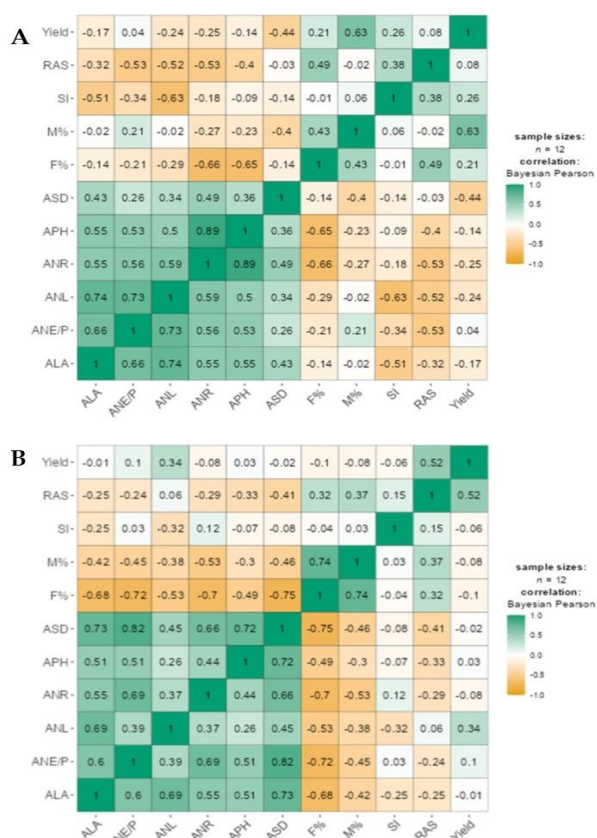 A
Yield -0.17 0.04 -0.24 -0.25 -0.14 -0.44 0.21 0.63 0.26 0.08 1
RAS -0.32 -0.53 -0.52 -0.53 -0.4 -0.03 0.49 -0.02 0.38 1 0.08
SI -0.51 -0.34 -0.63 -0.18 -0.09 -0.14 -0.01 0.06 1 0.38 0.26
M% -0.02 0.21 -0.02 -0.27 -0.23 -0.4 0.43 1 0.06 -0.02 0.63
F% -0.14 -0.21 -0.29 -0.66 -0.65 -0.14 1 0.43 -0.01 0.49 0.21
ASD 0.43 0.26 0.34 0.49 0.36 1 -0.14 -0.4 -0.14 -0.03 -0.44
APH 0.55 0.53 0.5 0.89 1 0.36 -0.65 -0.23 -0.09 -0.4 -0.14
ANR 0.55 0.56 0.59 1 0.89 0.49 -0.66 -0.27 -0.18 -0.53 -0.25
ANL 0.74 0.73 1 0.59 0.5 0.34 -0.29 -0.02 -0.63 -0.52 -0.24
ANE/P 0.66 1 0.73 0.56 0.53 0.26 -0.21 0.21 -0.34 -0.53 0.04
ALA 1 0.66 0.74 0.55 0.55 0.43 -0.14 -0.02 -0.51 -0.32 -0.17
ALA ANE/P ANL ANR APH ASD F% M% SI RAS Yield
sample sizes:
n = 12
correlation:
Bayesian Pearson
1.0
0.5
0.0
-0.5
-1.0
B
Yield -0.01 0.1 0.34 -0.08 0.03 -0.02 -0.1 -0.08 -0.06 0.52 1
RAS -0.25 -0.24 0.06 -0.29 -0.33 -0.41 0.32 0.37 0.15 1 0.52
SI -0.25 0.03 -0.32 0.12 -0.07 -0.08 -0.04 0.03 1 0.15 -0.06
M% -0.42 -0.45 -0.38 -0.53 -0.3 -0.46 0.74 1 0.03 0.37 -0.08
F% -0.68 -0.72 -0.53 -0.7 -0.49 -0.75 1 0.74 -0.04 0.32 -0.1
ASD 0.73 0.82 0.45 0.66 0.72 1 -0.75 -0.46 -0.08 -0.41 -0.02
APH 0.51 0.51 0.26 0.44 1 0.72 -0.49 -0.3 -0.07 -0.33 0.03
ANR 0.55 0.69 0.37 1 0.44 0.66 -0.7 -0.53 0.12 -0.29 -0.08
ANL 0.69 0.39 1 0.37 0.26 0.45 -0.53 -0.38 -0.32 0.06 0.34
ANE/P 0.6 1 0.39 0.69 0.51 0.82 -0.72 -0.45 0.03 -0.24 0.1
ALA 1 0.6 0.69 0.55 0.51 0.73 -0.68 -0.42 -0.25 -0.25 -0.01
ALA ANE/P ANL ANR APH ASD F% M% SI RAS Yield
sample sizes:
n = 12
correlation:
Bayesian Pearson
1.0
0.5
0.0
-0.5
-1.0